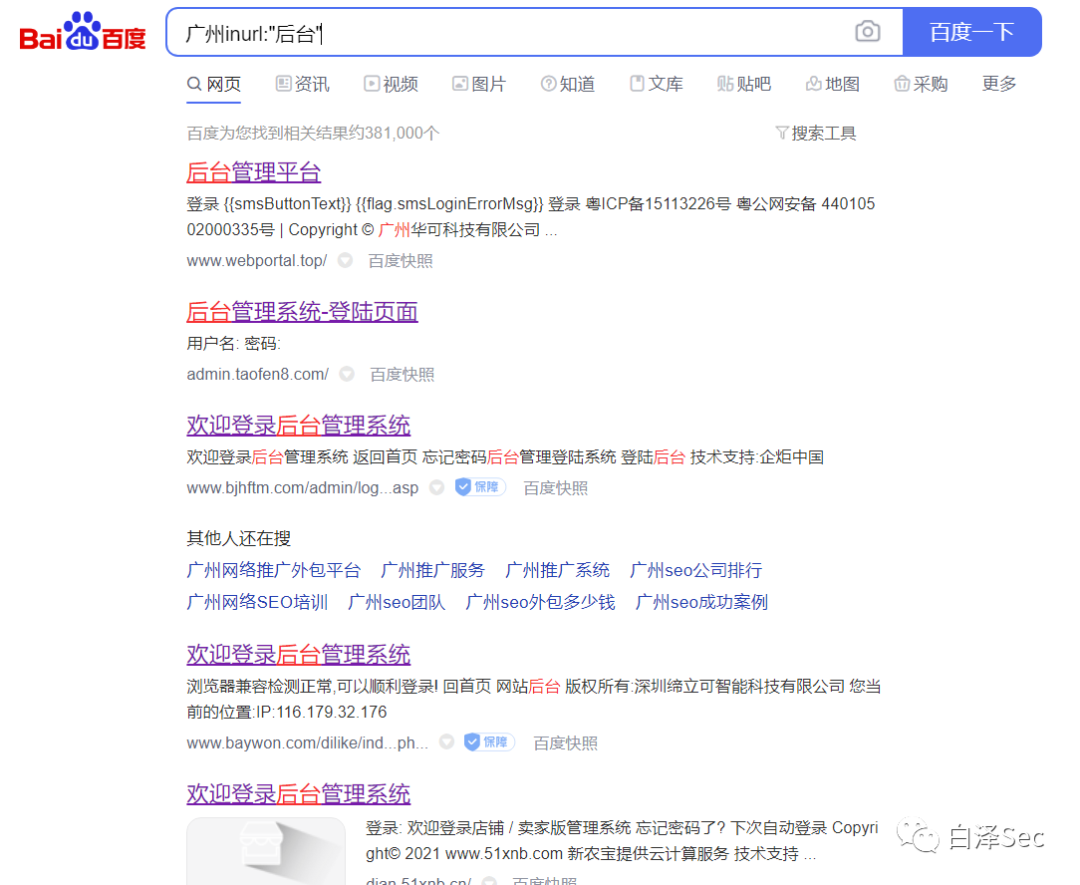 Bai du 百度
广州inurl:"后台"
百度一下
网页 资讯 视频 图片 知道 文库 贴吧 地图 采购 更多
百度为您找到相关结果约381,000个
搜索工具
后台管理平台
登录 {{smsButtonText}} {{flag.smsLoginErrorMsg}} 登录 粤ICP备15113226号 粤公网安备 440105
02000335号 | Copyright © 广州华可科技有限公司 ...
www.webportal.top/ 百度快照
后台管理系统-登陆页面
用户名: 密码:
admin.taofen8.com/ 百度快照
欢迎登录后台管理系统
欢迎登录后台管理系统 返回首页 忘记密码后台管理登陆系统 登陆后台 技术支持:企炬中国
www.bjhftm.com/admin/log...asp 保障 百度快照
其他人还在搜
广州网络推广外包平台 广州推广服务 广州推广系统 广州seo公司排行
广州网络SEO培训 广州seo团队 广州seo外包多少钱 广州seo成功案例
欢迎登录后台管理系统
浏览器兼容检测正常,可以顺利登录! 回首页 网站后台 版权所有:深圳缔立可智能科技有限公司 您当
前的位置:IP:116.179.32.176
www.baywon.com/dilike/ind...ph... 保障 百度快照
欢迎登录后台管理系统
登录: 欢迎登录店铺 / 卖家版管理系统 忘记密码了? 下次自动登录 Copyri
ght© 2021 www.51xnb.com 新农宝提供云计算服务 技术支持 ...
dian.51xnb.cn/ 百度快照
白泽Sec